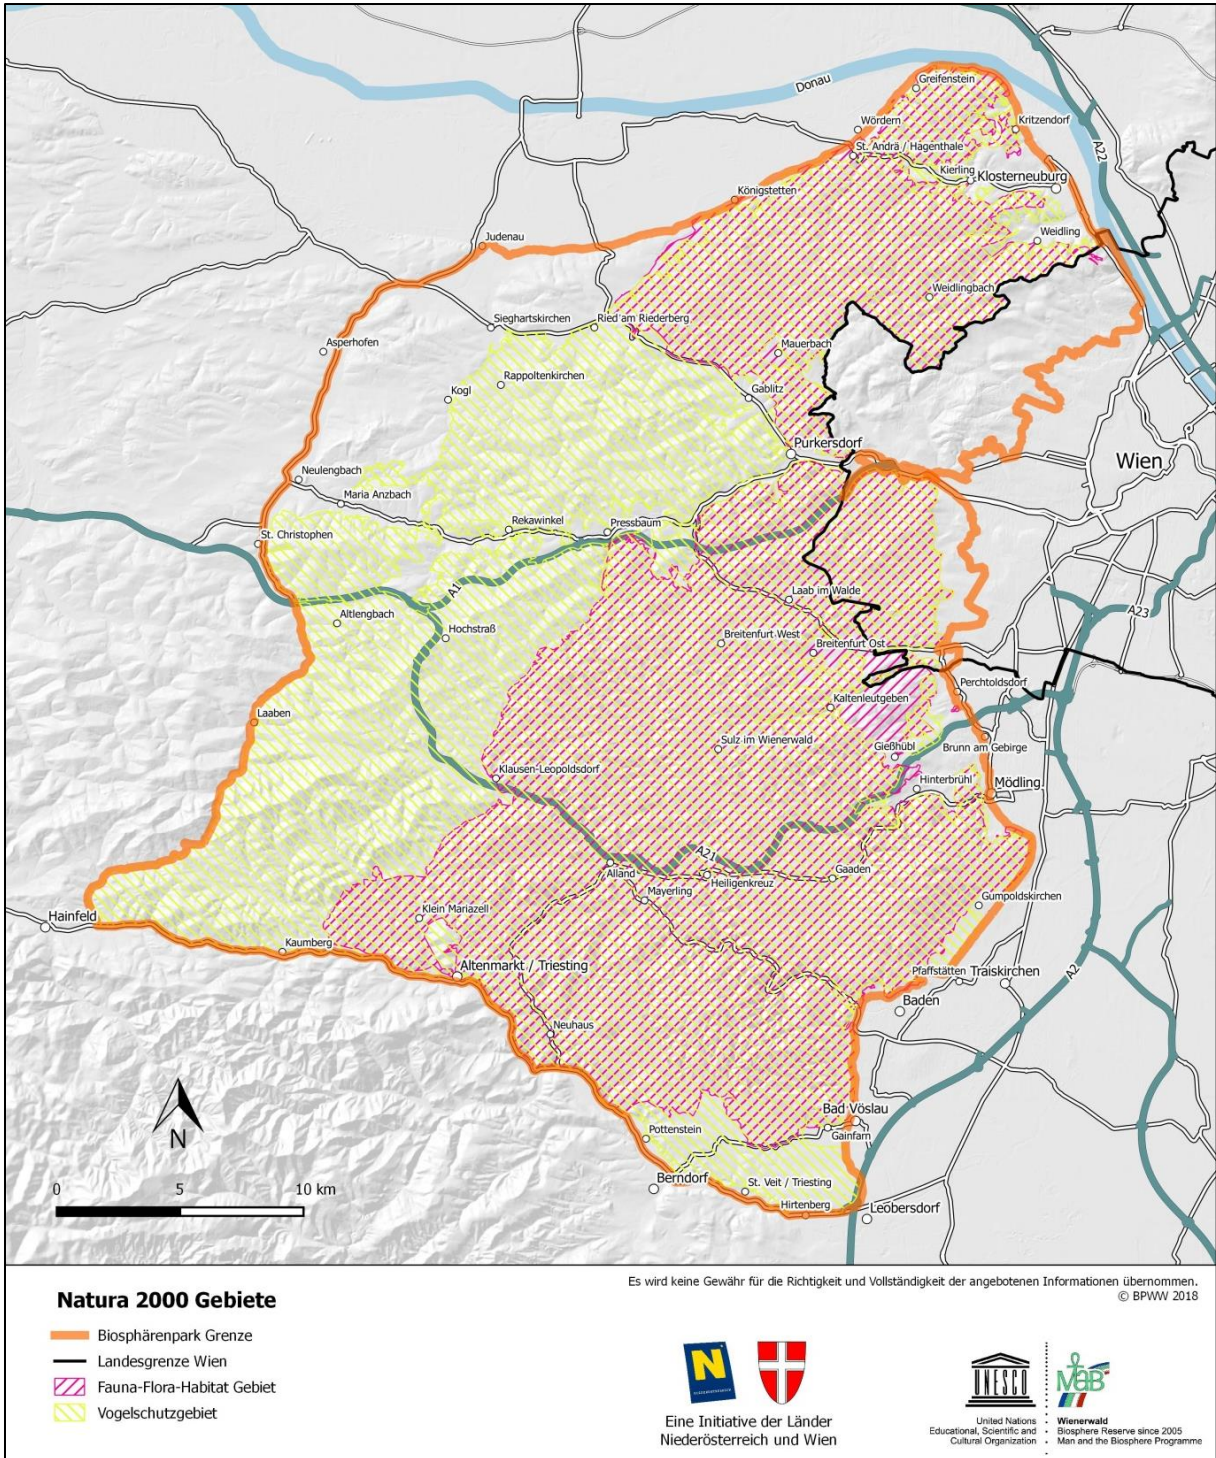 Donau
Greifenstein
A22
Wördern
Kritzendorf
St. Andrä / Hagenthale
Kierling
Klosterneuburg
Königstetten
Weidling
Judenau
Weidlingbach
Sieghartskirchen
Ried am Riederberg
Asperhofen
Mauerbach
Rappoltenkirchen
Kogl
Gablitz
Purkersdorf
Wien
Neulengbach
Maria Anzbach
Rekawinkel
Pressbaum
St. Christophen
A1
Laab im Walde
A23
Altlengbach
Hochstraß
Breitenfurt West
Breitenfurt Ost
Perchtoldsdorf
Kaltenleutgeben
Laaben
Sulz im Wienerwald
Gießhübl
Brunn am Gebirge
Klausen-Leopoldsdorf
Hinterbrühl
Mödling
A21
Alland
Heiligenkreuz
Gaaden
Mayerling
Gumpoldskirchen
Hainfeld
Klein Mariazell
Kaumberg
Altenmarkt / Triesting
Pfaffstätten
Traiskirchen
A2
Baden
Neuhaus
Bad Vöslau
N
Pottenstein
Gainfarn
Berndorf
St. Veit / Triesting
0 5 10 km
Hirtenberg
Leobersdorf
Es wird keine Gewähr für die Richtigkeit und Vollständigkeit der angebotenen Informationen übernommen.
© BPWW 2018
Natura 2000 Gebiete
Biosphärenpark Grenze
Landesgrenze Wien
Fauna-Flora-Habitat Gebiet
Vogelschutzgebiet
N
Eine Initiative der Länder
Niederösterreich und Wien
UNESCO
MaB
United Nations
Educational, Scientific and
Cultural Organization
Wienerwald
Biosphere Reserve since 2005
Man and the Biosphere Programme